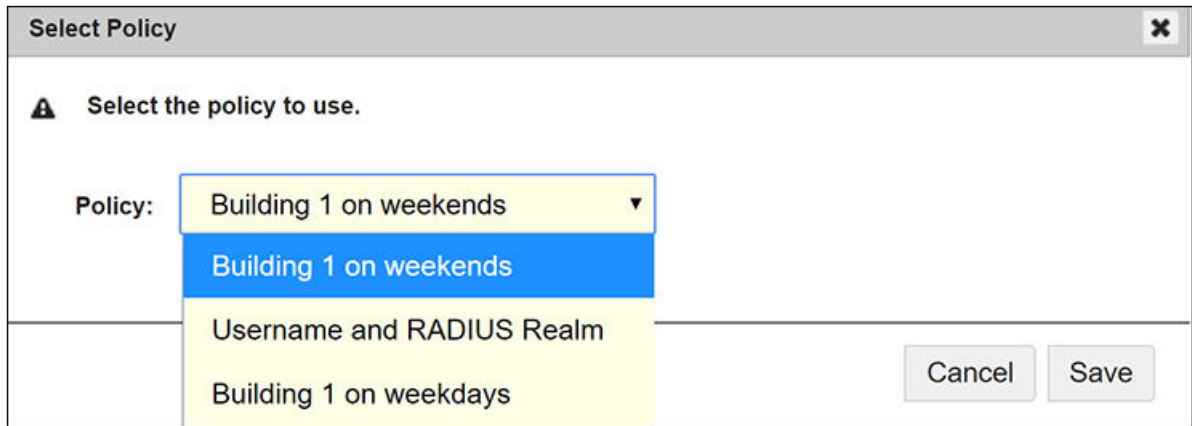 Select Policy
Select the policy to use.
Policy: Building 1 on weekends
Building 1 on weekends
Username and RADIUS Realm
Building 1 on weekdays
Cancel Save